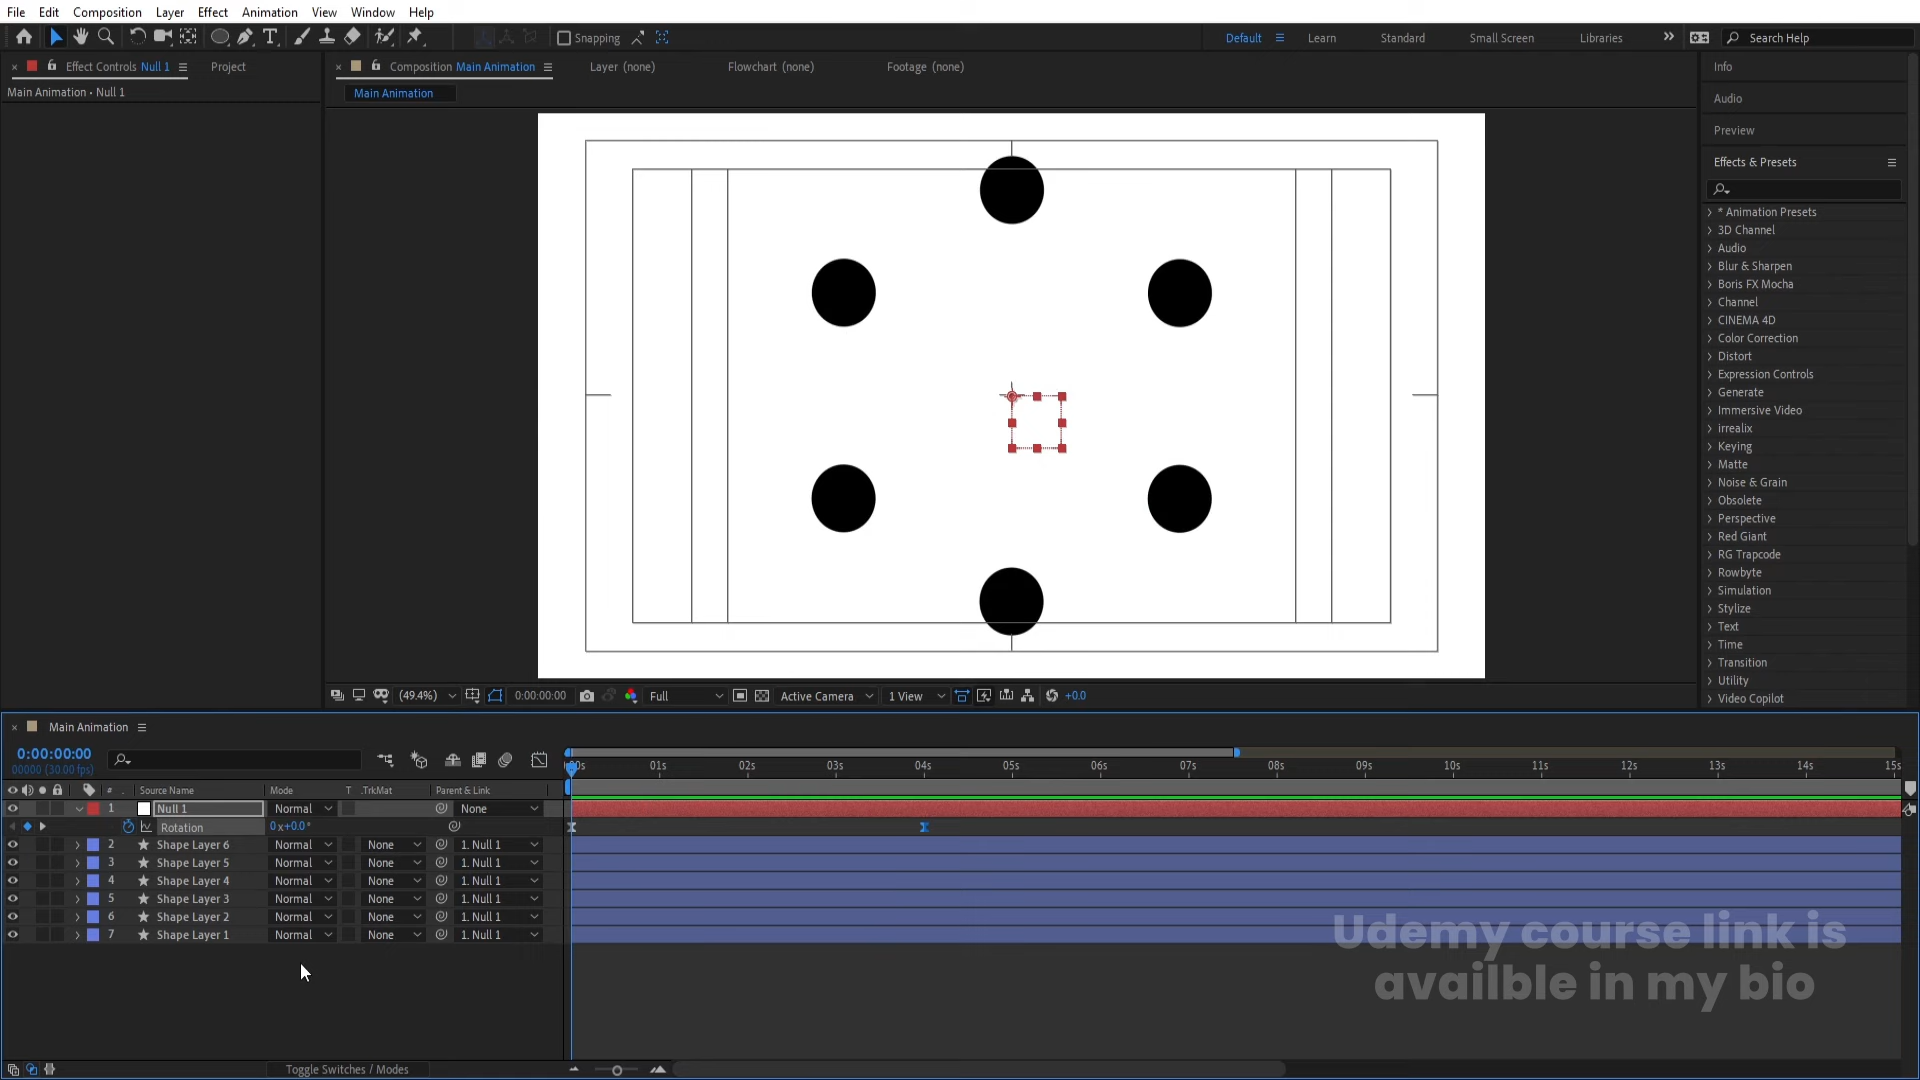 File Edit Composition Layer Effect Animation View Window Help
Snapping
Default Learn Standard Small Screen Libraries Search Help
Effect Controls Null 1 Project
Composition Main Animation Layer (none) Flowchart (none) Footage (none)
Main Animation • Null 1
Main Animation
Info
Audio
Preview
Effects & Presets
* Animation Presets
3D Channel
Audio
Blur & Sharpen
Boris FX Mocha
Channel
CINEMA 4D
Color Correction
Distort
Expression Controls
Generate
Immersive Video
irrealix
Keying
Matte
Noise & Grain
Obsolete
Perspective
Red Giant
RG Trapcode
Rowbyte
Simulation
Stylize
Text
Time
Transition
Utility
Video Copilot
(49.4%) 0:00:00:00 Full Active Camera 1 View +0.0
Main Animation
0:00:00:00
00000 (30.00 fps)
01s 02s 03s 04s 05s 06s 07s 08s 09s 10s 11s 12s 13s 14s 15s
# Source Name Mode T .TrkMat Parent & Link
1 Null 1 Normal None
Rotation 0x+0.0°
2 Shape Layer 6 Normal None 1. Null 1
3 Shape Layer 5 Normal None 1. Null 1
4 Shape Layer 4 Normal None 1. Null 1
5 Shape Layer 3 Normal None 1. Null 1
6 Shape Layer 2 Normal None 1. Null 1
7 Shape Layer 1 Normal None 1. Null 1
Udemy course link is
availble in my bio
Toggle Switches / Modes